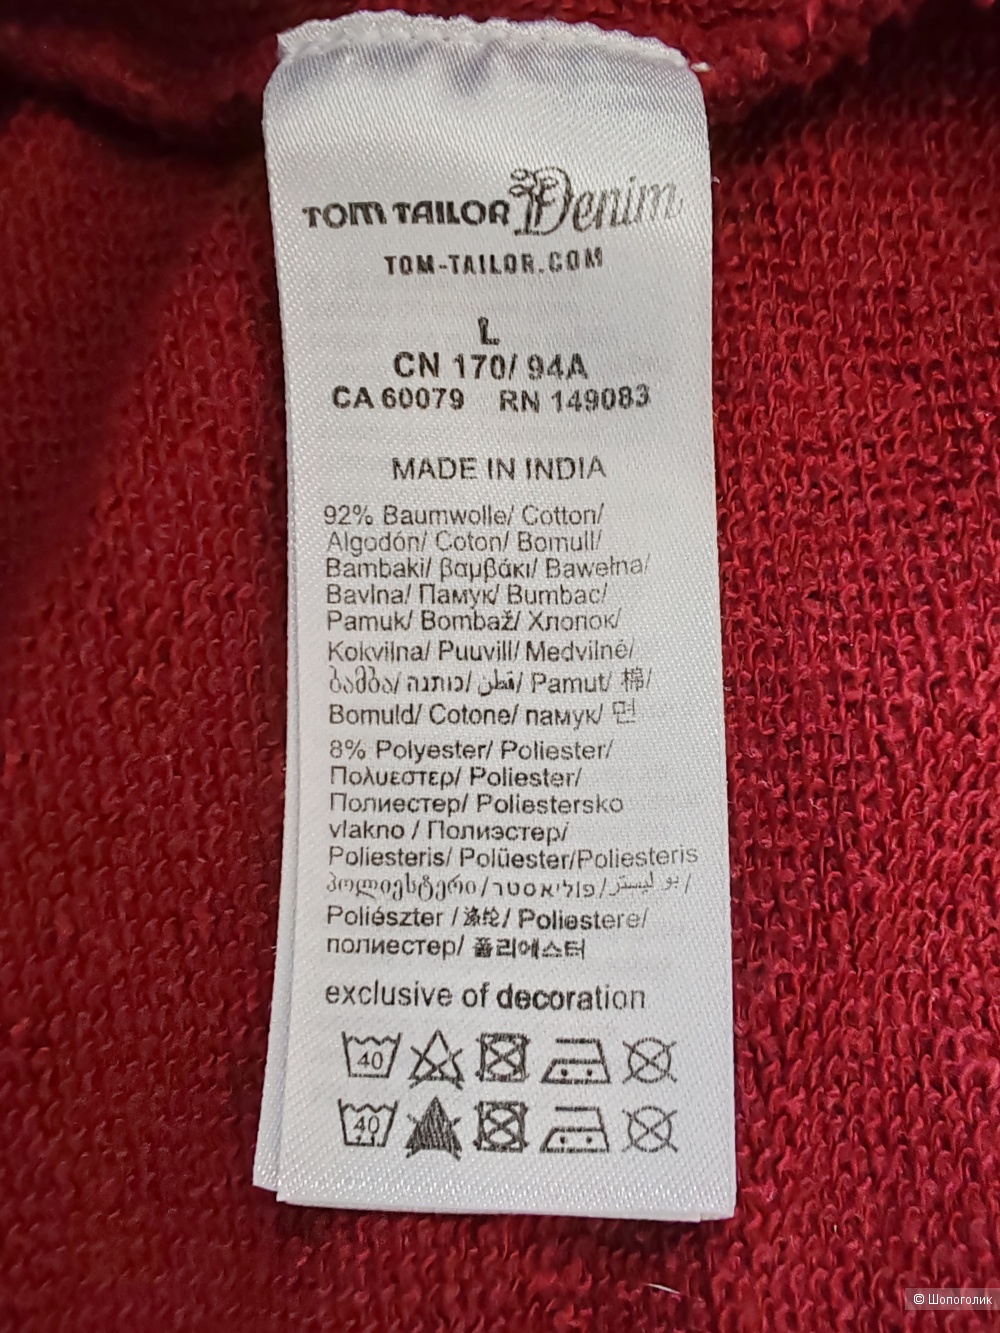 TOM TAILOR Denim
TOM-TAILOR.COM
L
CN 170/ 94A
CA 60079 RN 149083
MADE IN INDIA
92% Baumwolle/ Cotton/
Algodón/ Coton/ Bomull/
Bambaki/ βαμβάκι/ Bawełna/
Bavlna/ Памук/ Bumbac/
Pamuk/ Bombaž/ Хлопок/
Kokvilna/ Puuvill/ Medvilnė/
ბამბა/ כותנה/ قطن/ Pamut/ 棉/
Bomuld/ Cotone/ памук/ 면
8% Polyester/ Poliester/
Πολυεστερ/ Poliester/
Полиестер/ Poliestersko
vlakno / Полиэстер/
Poliesteris/ Polüester/Poliesteris
პოლიესტერი/פוליאסטר/بو ليستر/
Poliészter /涤纶/ Poliestere/
полиестер/ 폴리에스터
exclusive of decoration
40
40
© Шопоголик